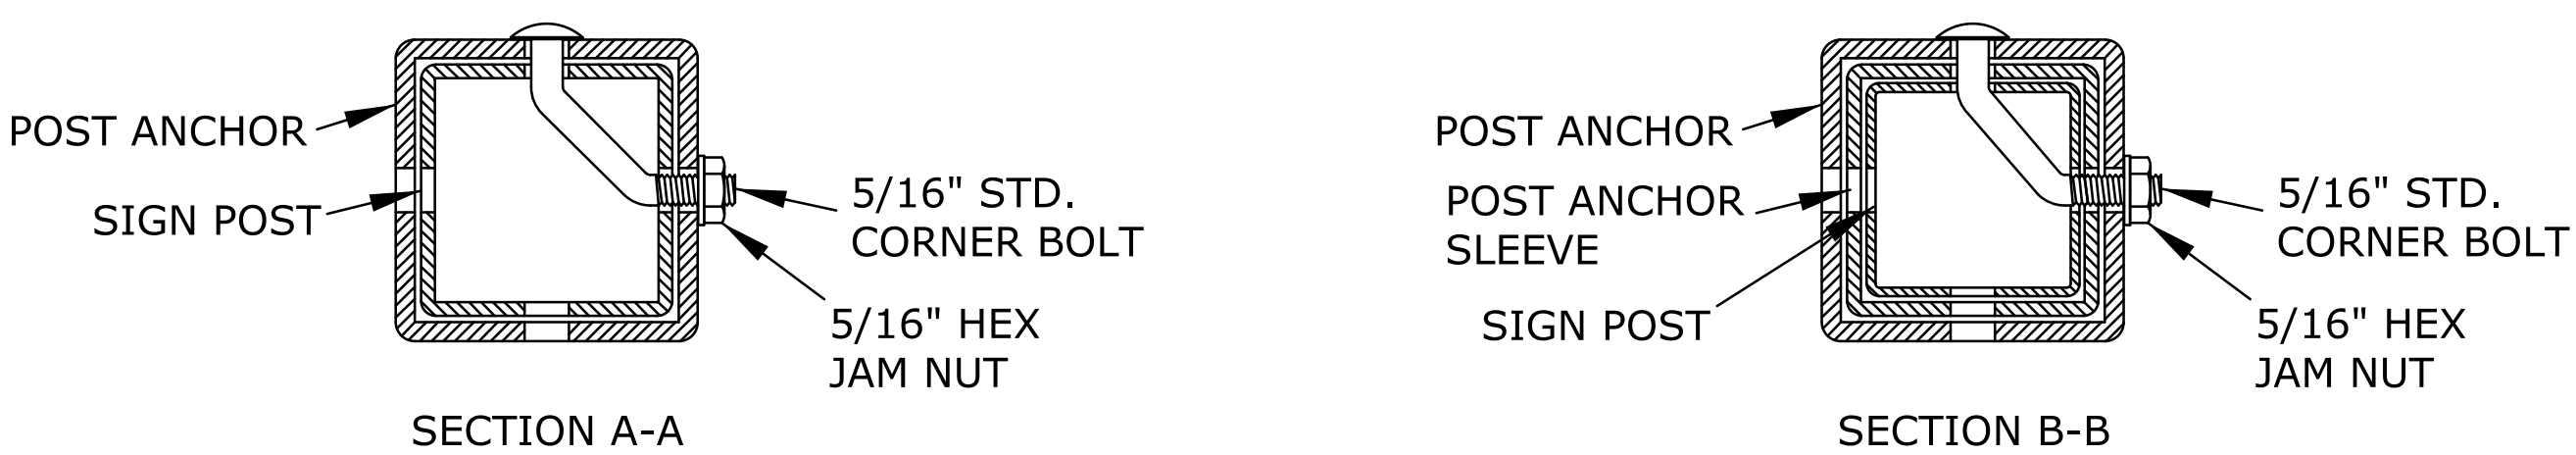 POST ANCHOR
SIGN POST
5/16" STD.
CORNER BOLT
5/16" HEX
JAM NUT
SECTION A-A
POST ANCHOR
POST ANCHOR
SLEEVE
SIGN POST
5/16" STD.
CORNER BOLT
5/16" HEX
JAM NUT
SECTION B-B